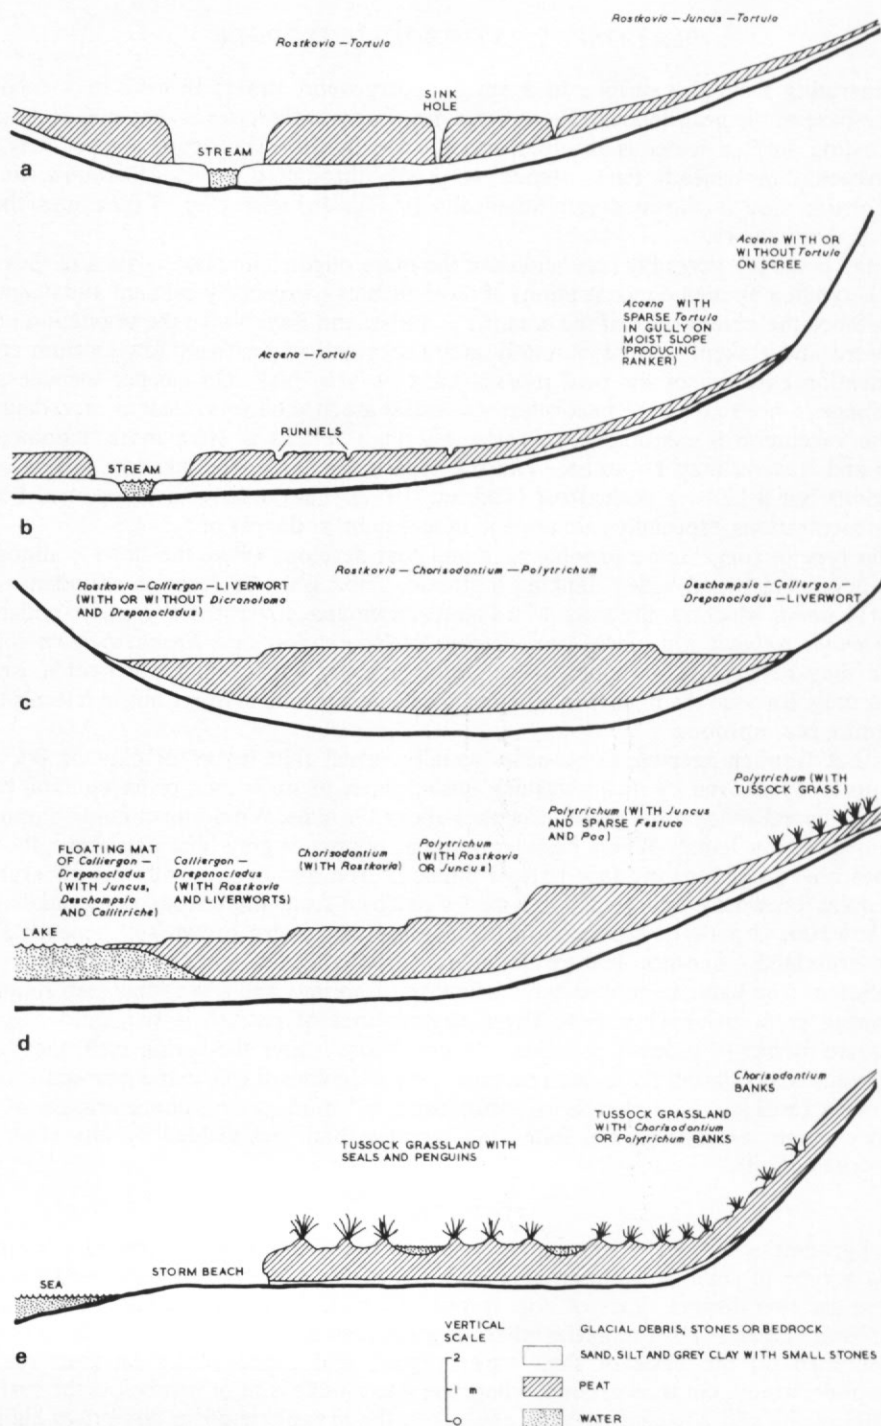 Rostkovia – Juncus – Tortula
Rostkovia – Tortula
SINK
HOLE
STREAM
a
Acaena WITH OR
WITHOUT Tortula
ON SCREE
Acaena WITH
SPARSE Tortula
IN GULLY ON
MOIST SLOPE
(PRODUCING
RANKER)
Acaena – Tortula
RUNNELS
STREAM
b
Rostkovia – Calliergon – LIVERWORT
(WITH OR WITHOUT Dicranoloma
AND Drepanocladus)
Rostkovia – Chorisodontium – Polytrichum
Deschampsia – Calliergon –
Drepanocladus – LIVERWORT
c
Polytrichum (WITH
TUSSOCK GRASS)
Polytrichum (WITH Juncus
AND SPARSE Festuca
AND Poa)
Polytrichum
(WITH Rostkovia
OR Juncus)
Chorisodontium
(WITH Rostkovia)
Calliergon –
Drepanocladus
(WITH Rostkovia
AND LIVERWORTS)
FLOATING MAT
OF Calliergon –
Drepanocladus
(WITH Juncus,
Deschampsia
AND Callitriche)
LAKE
d
Chorisodontium
BANKS
TUSSOCK GRASSLAND
WITH Chorisodontium
OR Polytrichum BANKS
TUSSOCK GRASSLAND WITH
SEALS AND PENGUINS
STORM BEACH
SEA
e
VERTICAL
SCALE
2
1 m
0
GLACIAL DEBRIS, STONES OR BEDROCK
SAND, SILT AND GREY CLAY WITH SMALL STONES
PEAT
WATER